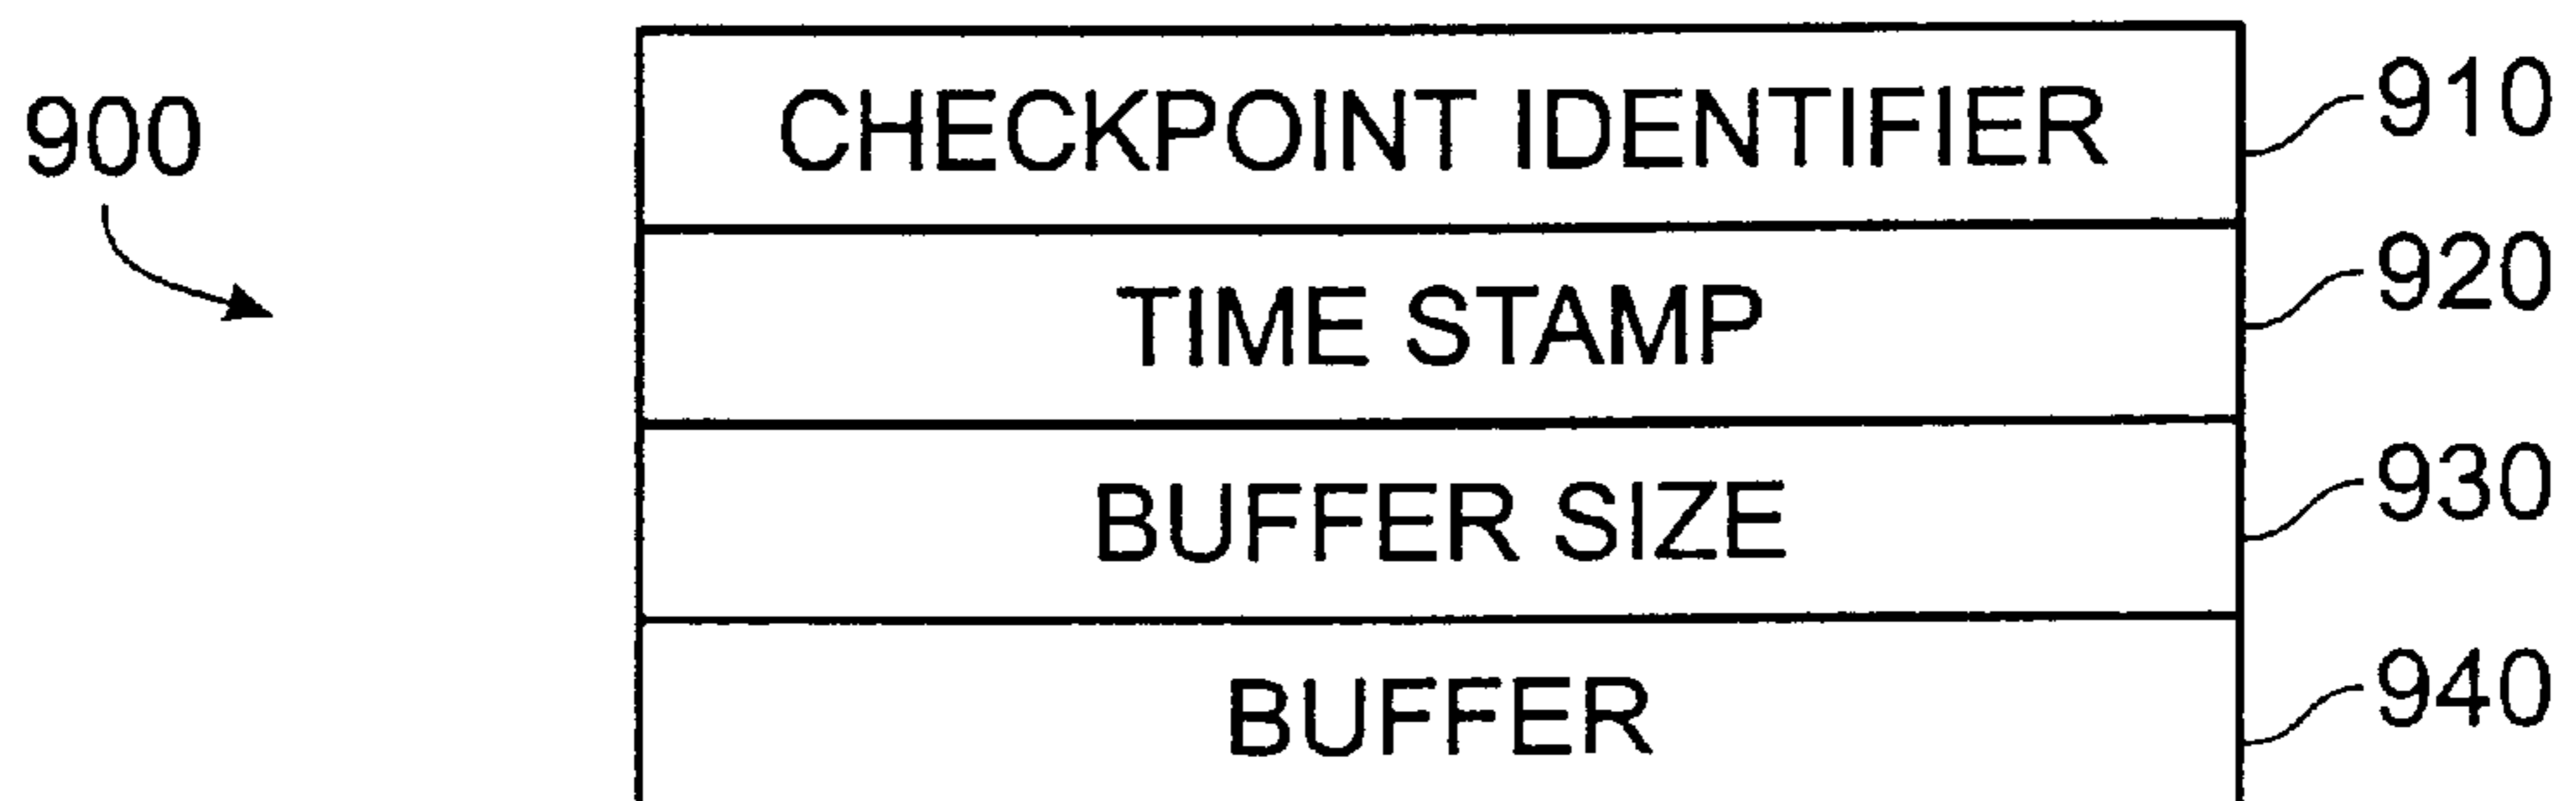 900
CHECKPOINT IDENTIFIER 910
TIME STAMP 920
BUFFER SIZE 930
BUFFER 940